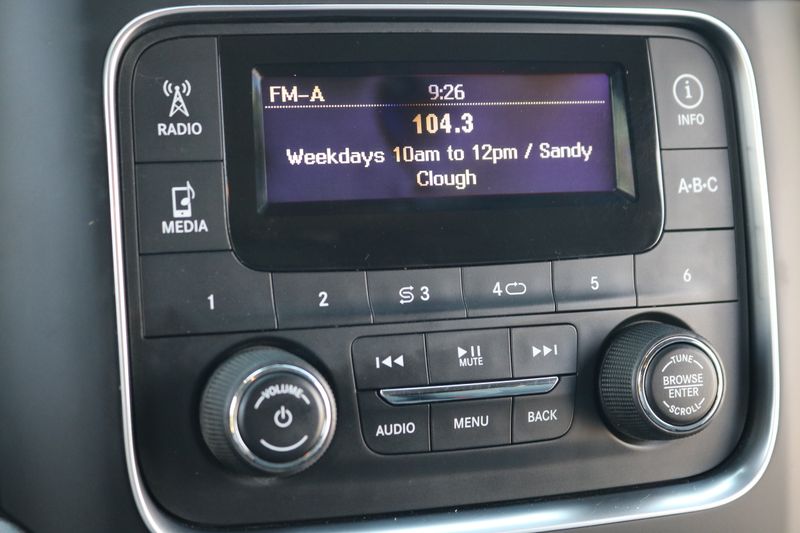 FM-A 9:26
104.3
Weekdays 10am to 12pm / Sandy
Clough
RADIO
INFO
MEDIA
A•B•C
1 2 3 4 5 6
MUTE
AUDIO MENU BACK
VOLUME
TUNE
BROWSE
ENTER
SCROLL